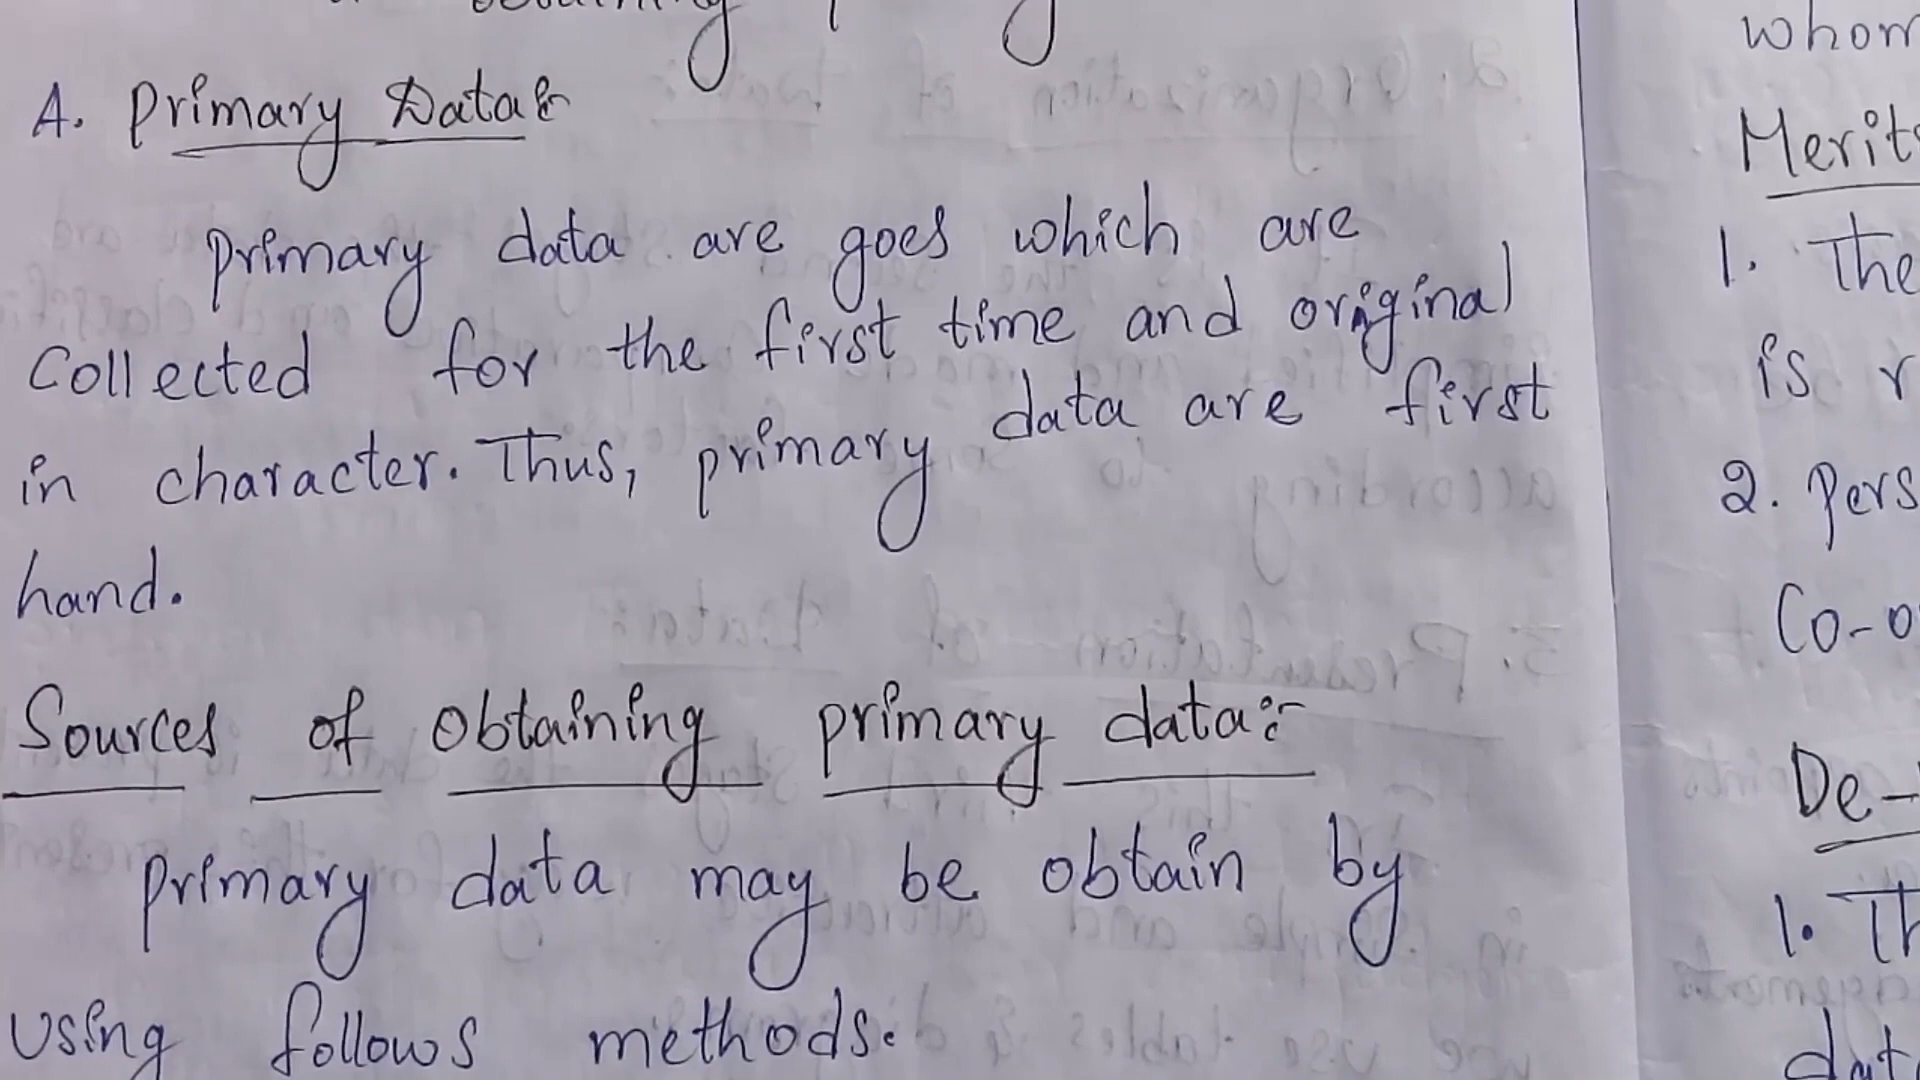 A. Primary Data:-
Primary data are goes which are
Collected for the first time and original
in character. Thus, primary data are first
hand.
Sources of obtaining primary data:-
Primary data may be obtain by
Using follows methods.
Merits
1. The
is
2. Pers
Co-o
De-
1. Th
dat